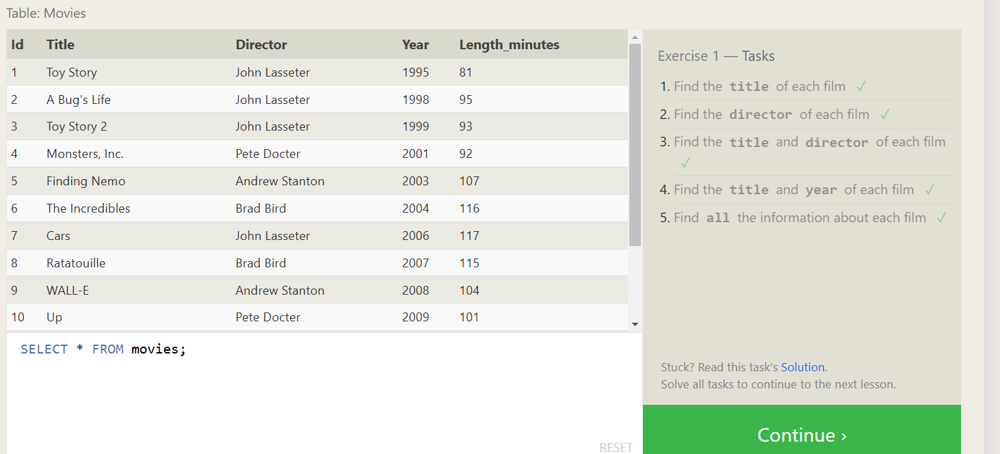 Table: Movies
Id Title Director Year Length_minutes
1 Toy Story John Lasseter 1995 81
2 A Bug's Life John Lasseter 1998 95
3 Toy Story 2 John Lasseter 1999 93
4 Monsters, Inc. Pete Docter 2001 92
5 Finding Nemo Andrew Stanton 2003 107
6 The Incredibles Brad Bird 2004 116
7 Cars John Lasseter 2006 117
8 Ratatouille Brad Bird 2007 115
9 WALL-E Andrew Stanton 2008 104
10 Up Pete Docter 2009 101
SELECT * FROM movies;
RESET
Exercise 1 — Tasks
1. Find the title of each film ✓
2. Find the director of each film ✓
3. Find the title and director of each film
✓
4. Find the title and year of each film ✓
5. Find all the information about each film ✓
Stuck? Read this task's Solution.
Solve all tasks to continue to the next lesson.
Continue ›